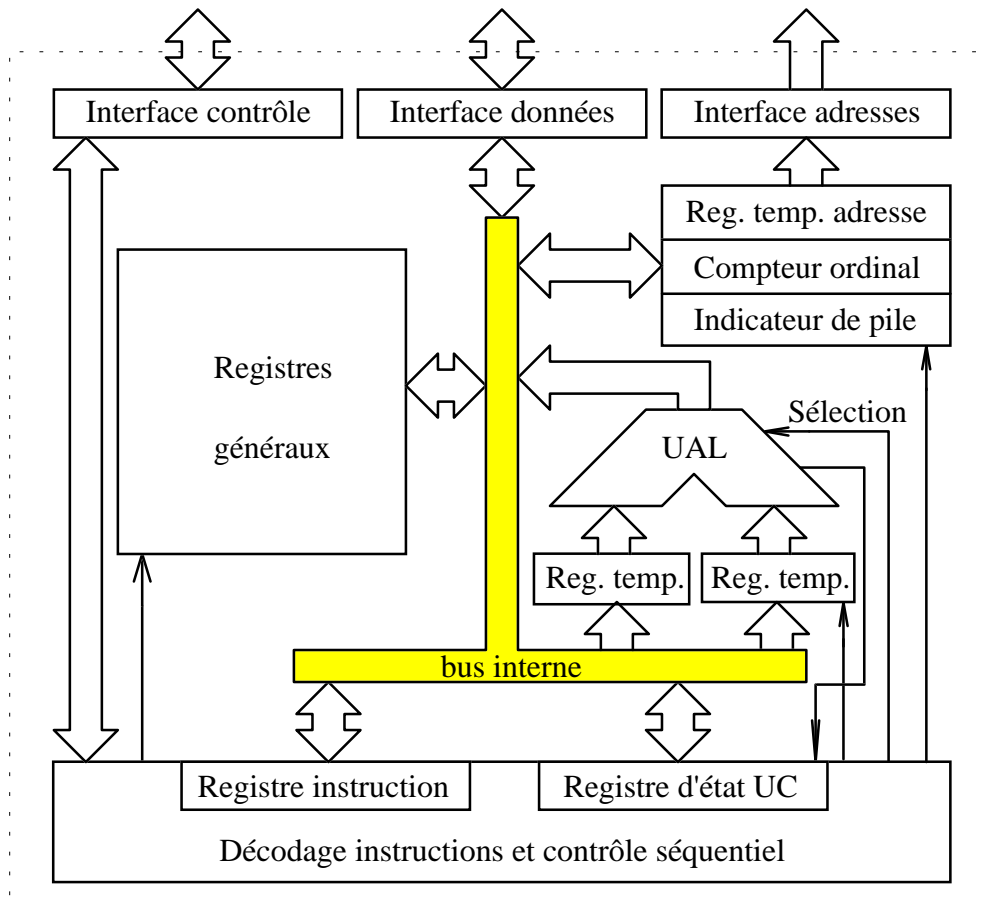 Interface contrôle
Interface données
Interface adresses
Reg. temp. adresse
Compteur ordinal
Indicateur de pile
Registres
généraux
Sélection
UAL
Reg. temp.
Reg. temp.
bus interne
Registre instruction
Registre d'état UC
Décodage instructions et contrôle séquentiel